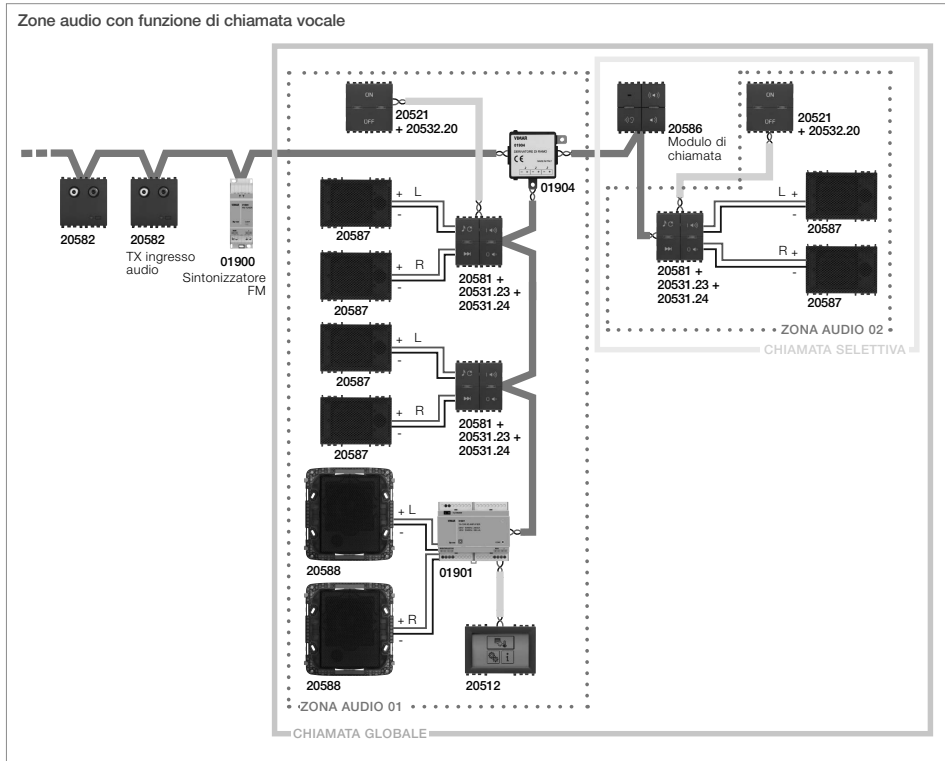 Zone audio con funzione di chiamata vocale
20582
20582
TX ingresso
audio
01900
Sintonizzatore
FM
ON
OFF
20521
+ 20532.20
VIMAR
01904
CE
01904
+ L
-
20587
+ R
-
20587
20581 +
20531.23 +
20531.24
+ L
-
20587
+ R
-
20587
20581 +
20531.23 +
20531.24
+ L
-
20588
+ R
-
20588
01901
20512
ZONA AUDIO 01
CHIAMATA GLOBALE
20586
Modulo di
chiamata
ON
OFF
20521
+ 20532.20
L +
-
20587
R +
-
20587
20581 +
20531.23 +
20531.24
ZONA AUDIO 02
CHIAMATA SELETTIVA